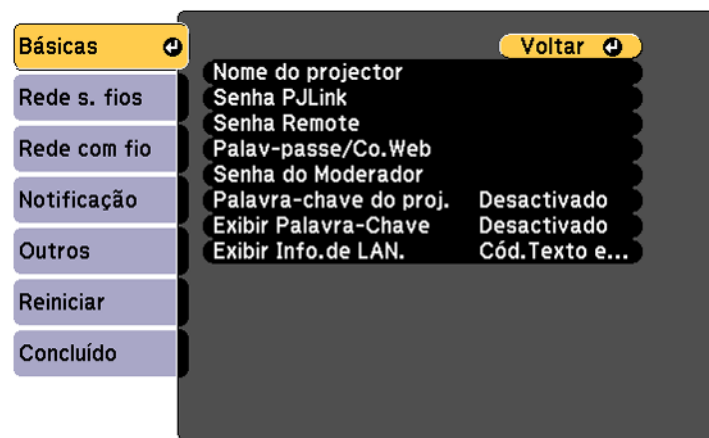 Básicas
Rede s. fios
Rede com fio
Notificação
Outros
Reiniciar
Concluído
Voltar
Nome do projector
Senha PJLink
Senha Remote
Palav-passe/Co.Web
Senha do Moderador
Palavra-chave do proj. Desactivado
Exibir Palavra-Chave Desactivado
Exibir Info.de LAN. Cód.Texto e...